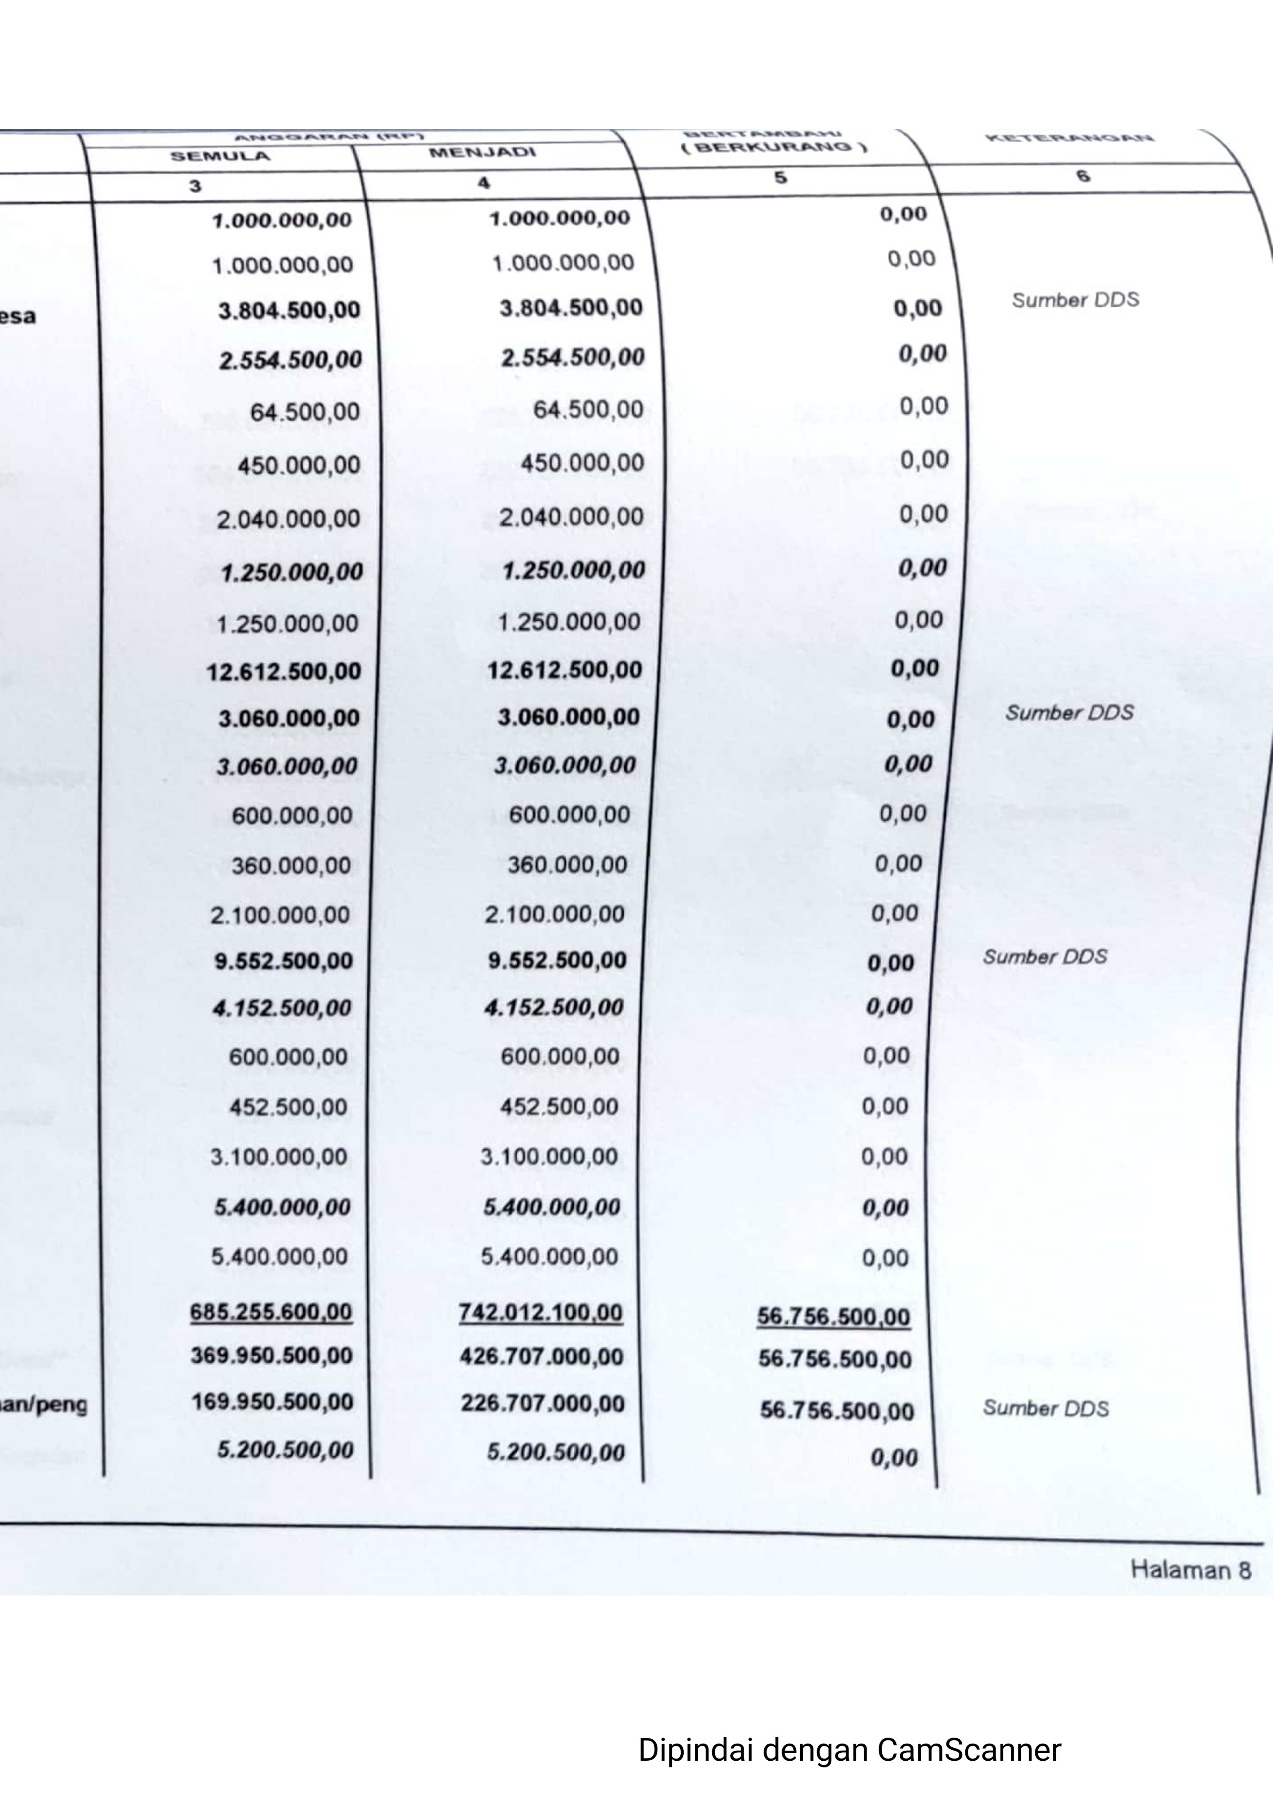 ANGGARAN (RP) BERTAMBAH/ KETERANGAN
SEMULA MENJADI (BERKURANG)
3 4 5 6
1.000.000,00 1.000.000,00 0,00
1.000.000,00 1.000.000,00 0,00
esa 3.804.500,00 3.804.500,00 0,00 Sumber DDS
2.554.500,00 2.554.500,00 0,00
64.500,00 64.500,00 0,00
450.000,00 450.000,00 0,00
2.040.000,00 2.040.000,00 0,00
1.250.000,00 1.250.000,00 0,00
1.250.000,00 1.250.000,00 0,00
12.612.500,00 12.612.500,00 0,00
3.060.000,00 3.060.000,00 0,00 Sumber DDS
3.060.000,00 3.060.000,00 0,00
600.000,00 600.000,00 0,00
360.000,00 360.000,00 0,00
2.100.000,00 2.100.000,00 0,00
9.552.500,00 9.552.500,00 0,00 Sumber DDS
4.152.500,00 4.152.500,00 0,00
600.000,00 600.000,00 0,00
452.500,00 452.500,00 0,00
3.100.000,00 3.100.000,00 0,00
5.400.000,00 5.400.000,00 0,00
5.400.000,00 5.400.000,00 0,00
685.255.600,00 742.012.100,00 56.756.500,00
369.950.500,00 426.707.000,00 56.756.500,00
an/peng 169.950.500,00 226.707.000,00 56.756.500,00 Sumber DDS
5.200.500,00 5.200.500,00 0,00
Halaman 8
Dipindai dengan CamScanner